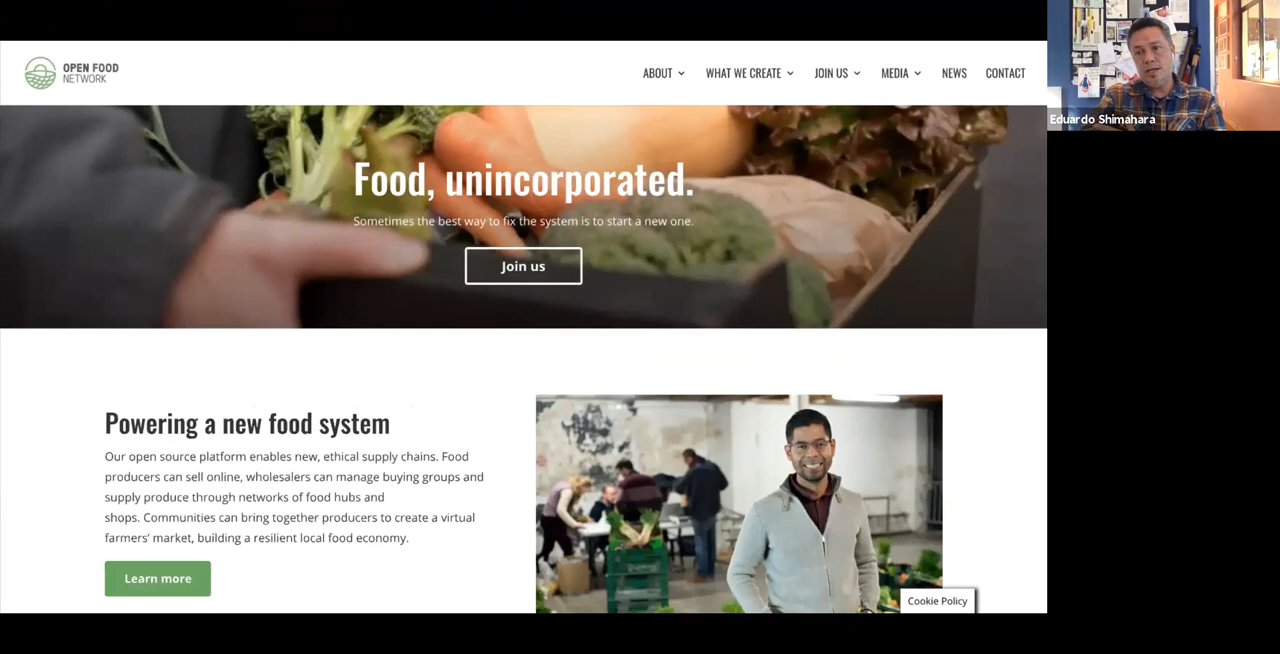 OPEN FOOD
NETWORK
ABOUT WHAT WE CREATE JOIN US MEDIA NEWS CONTACT
Eduardo Shimahara
Food, unincorporated.
Sometimes the best way to fix the system is to start a new one.
Join us
Powering a new food system
Our open source platform enables new, ethical supply chains. Food
producers can sell online, wholesalers can manage buying groups and
supply produce through networks of food hubs and
shops. Communities can bring together producers to create a virtual
farmers’ market, building a resilient local food economy.
Learn more
Cookie Policy